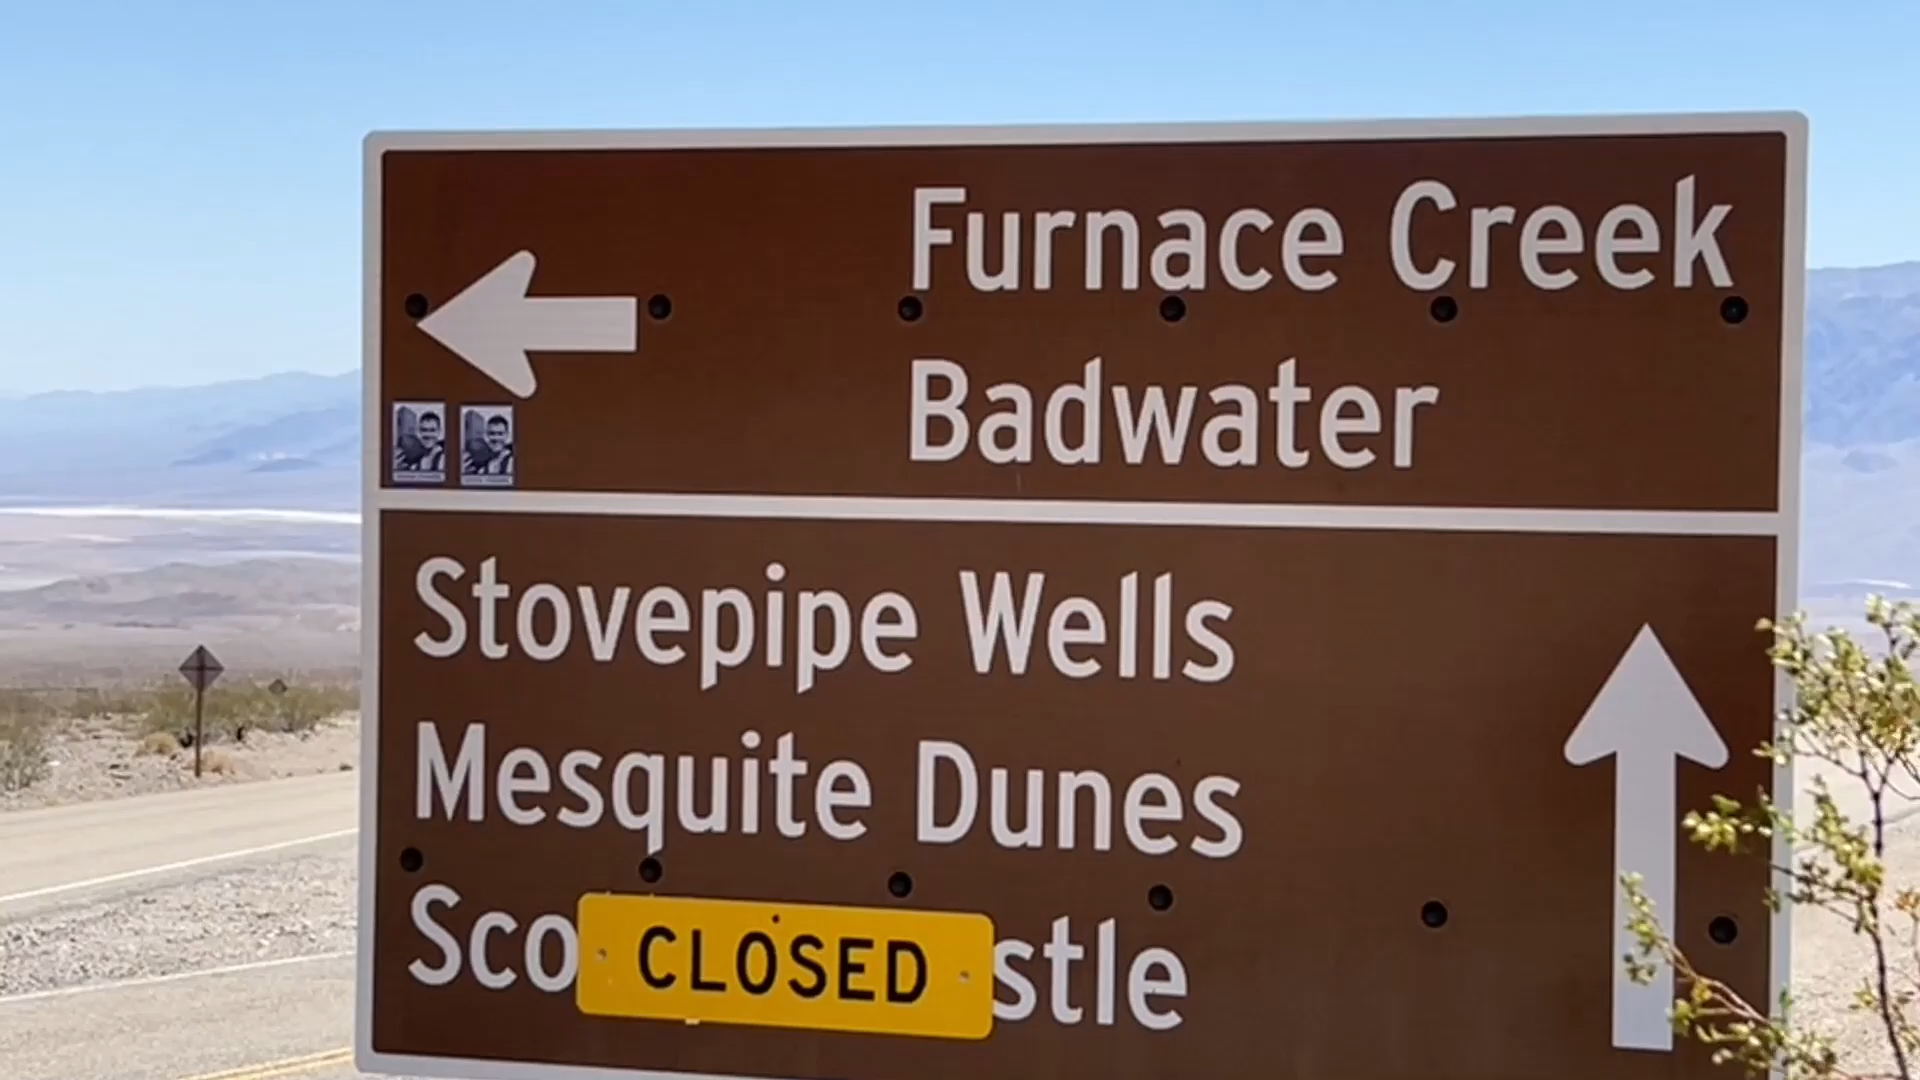 Furnace Creek
Badwater
Stovepipe Wells
Mesquite Dunes
Sco CLOSED stle